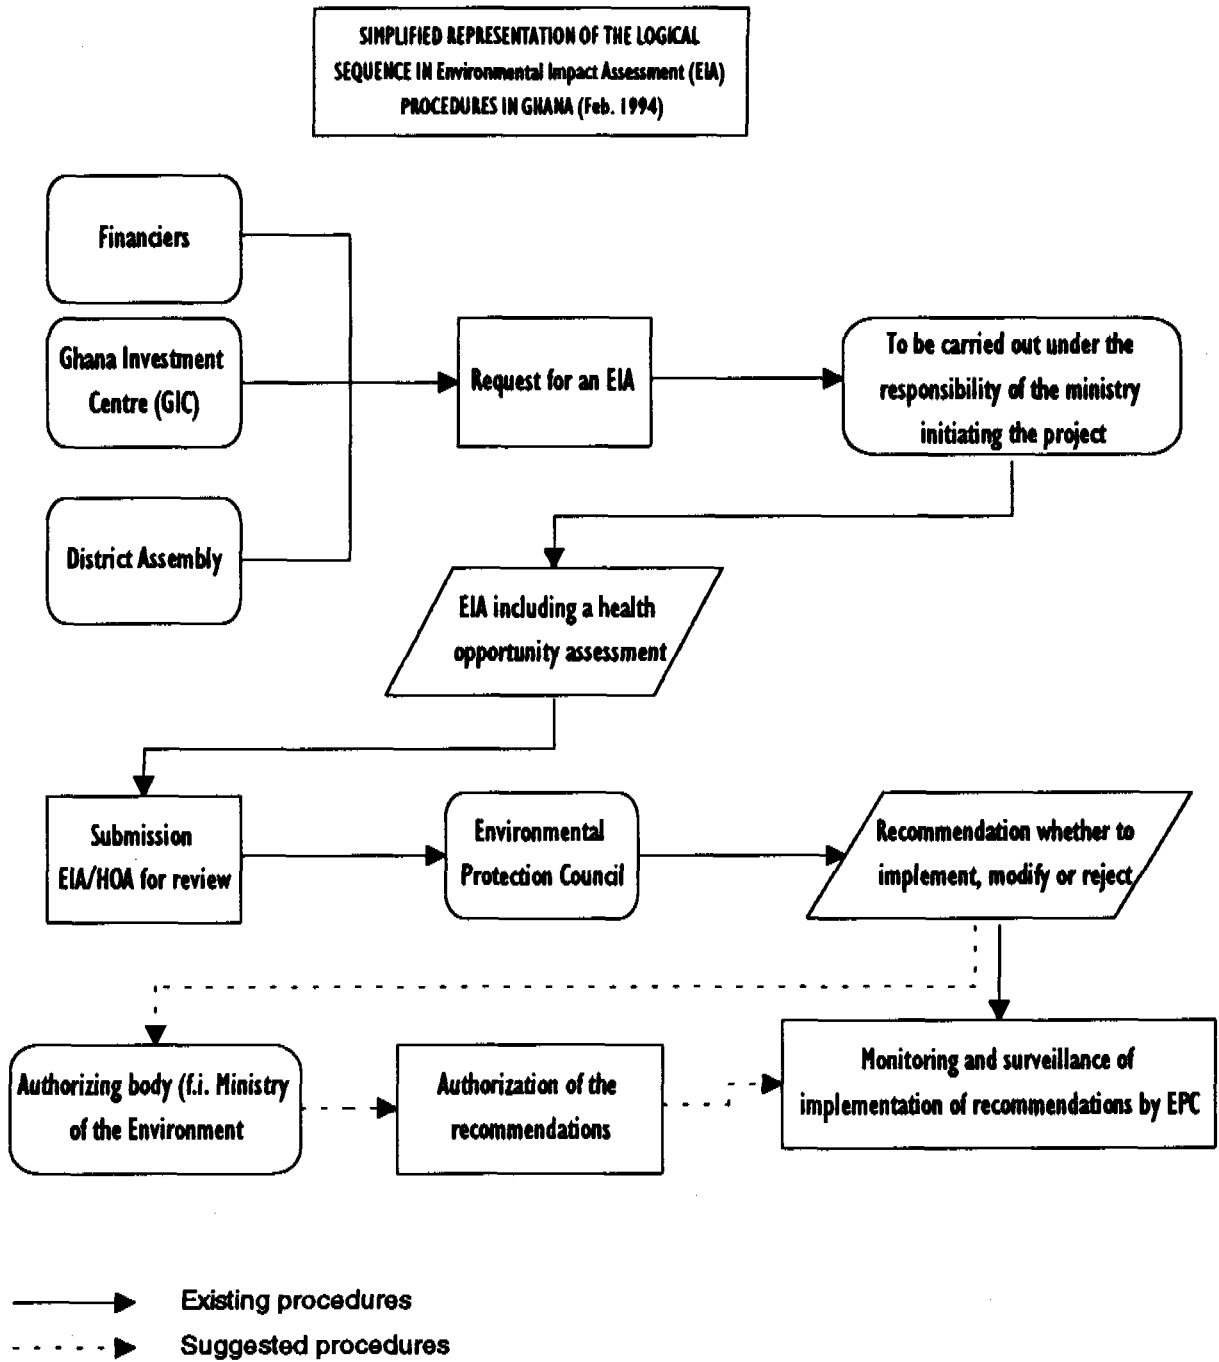 SIMPLIFIED REPRESENTATION OF THE LOGICAL
SEQUENCE IN Environmental Impact Assessment (EIA)
PROCEDURES IN GHANA (Feb. 1994)
Financiers
Ghana Investment
Centre (GIC)
District Assembly
Request for an EIA
To be carried out under the
responsibility of the ministry
initiating the project
EIA including a health
opportunity assessment
Submission
EIA/HOA for review
Environmental
Protection Council
Recommendation whether to
implement, modify or reject
Authorizing body (f.i. Ministry
of the Environment
Authorization of the
recommendations
Monitoring and surveillance of
implementation of recommendations by EPC
Existing procedures
Suggested procedures